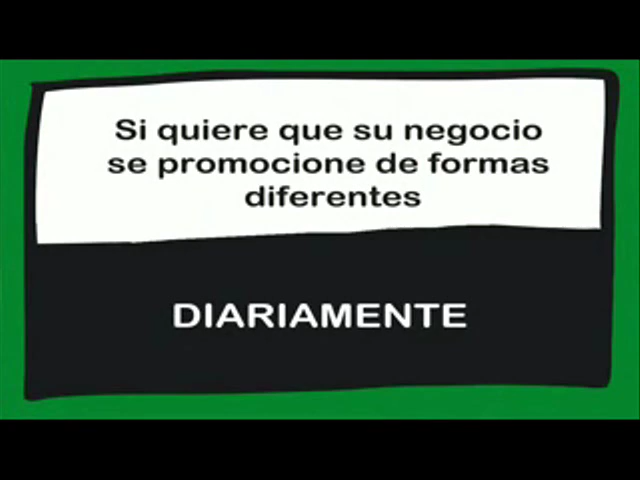 Si quiere que su negocio
se promocione de formas
diferentes
DIARIAMENTE